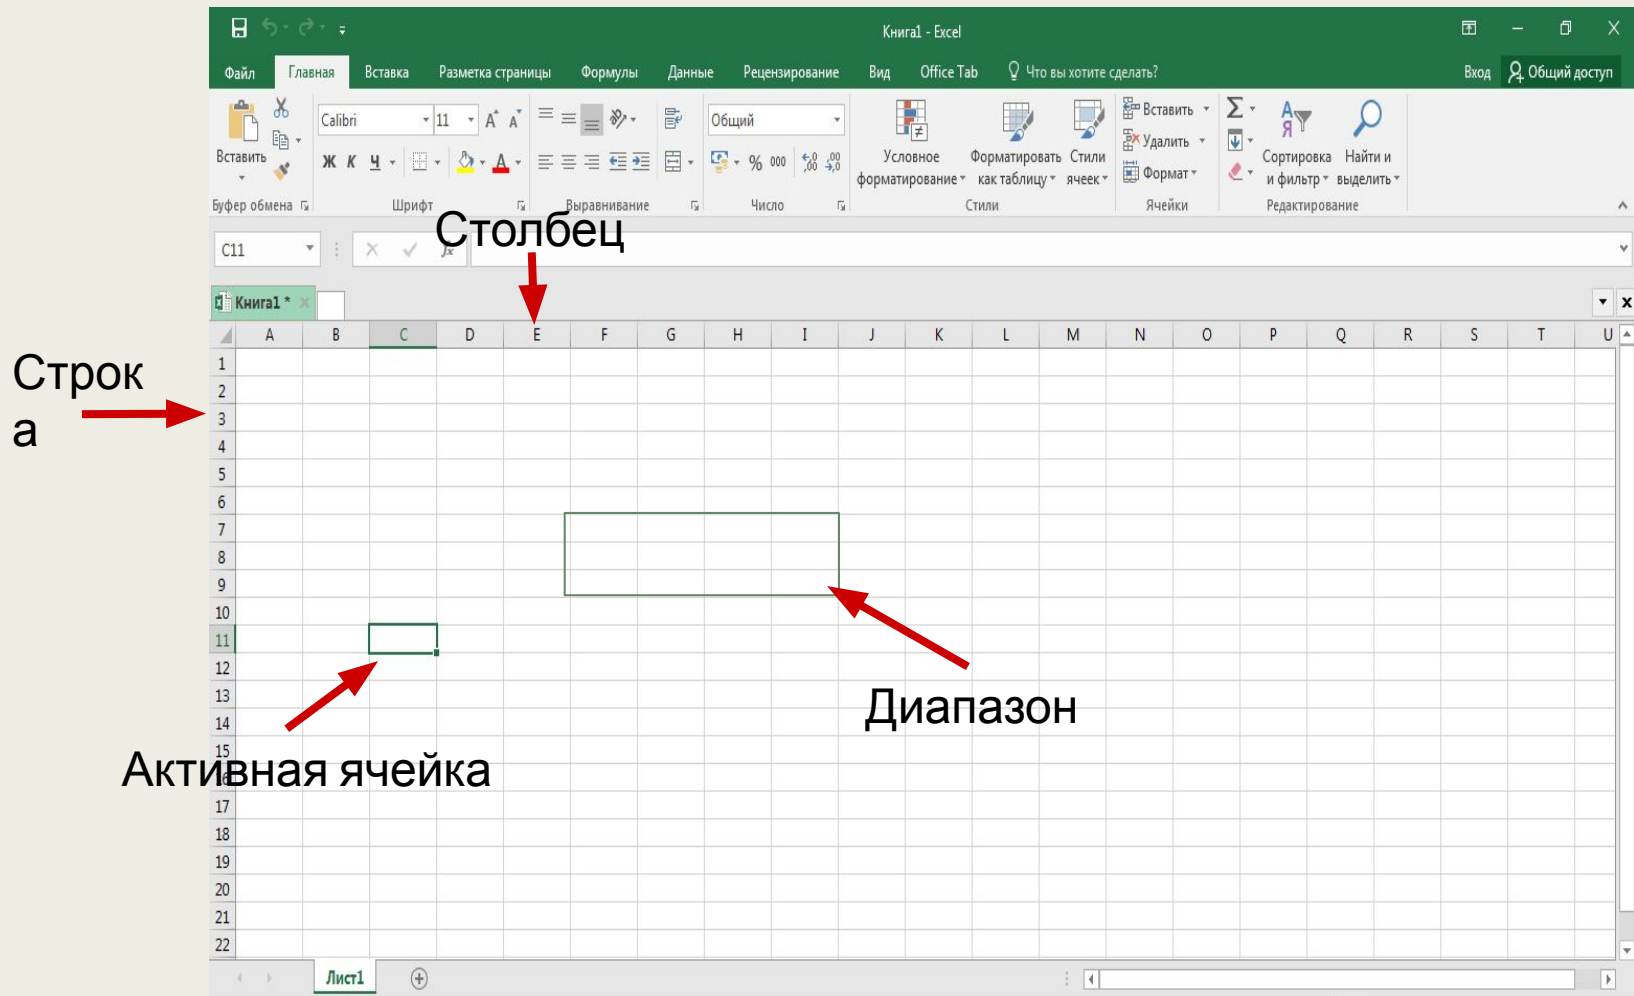 Книга1 - Excel
Файл Главная Вставка Разметка страницы Формулы Данные Рецензирование Вид Office Tab Что вы хотите сделать? Вход Общий доступ
Вставить
Calibri 11
Ж К Ч
Общий
% 000
Условное форматирование
Форматировать как таблицу
Стили ячеек
Вставить
Удалить
Формат
Σ
Сортировка и фильтр
Найти и выделить
Буфер обмена Шрифт Выравнивание Число Стили Ячейки Редактирование
C11 fx
Столбец
Книга1 *
A B C D E F G H I J K L M N O P Q R S T U
Строк
а
1
2
3
4
5
6
7
8
9
10
11
12
13
14
15
17
18
19
20
21
22
Диапазон
Активная ячейка
Лист1